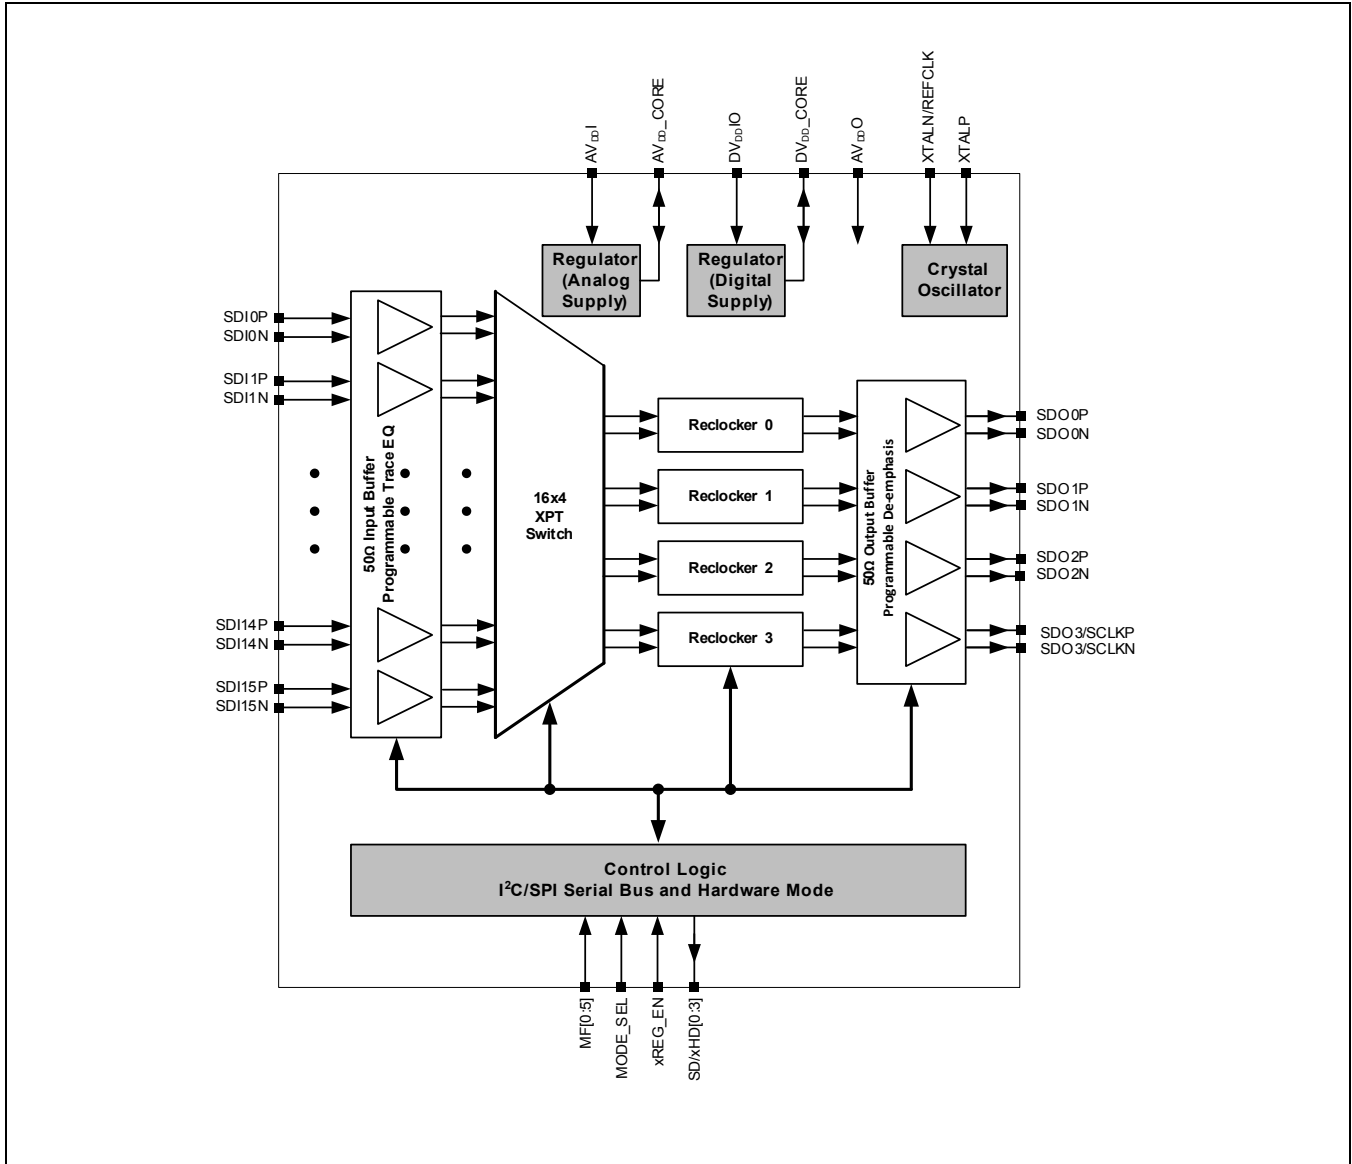 AVDDI
AVDD_CORE
DVDDIO
DVDD_CORE
AVDDO
XTALN/REFCLK
XTALP
Regulator
(Analog
Supply)
Regulator
(Digital
Supply)
Crystal
Oscillator
SDI0P
SDI0N
SDI1P
SDI1N
SDI14P
SDI14N
SDI15P
SDI15N
50Ω Input Buffer
Programmable Trace EQ
16x4
XPT
Switch
Reclocker 0
Reclocker 1
Reclocker 2
Reclocker 3
50Ω Output Buffer
Programmable De-emphasis
SDO0P
SDO0N
SDO1P
SDO1N
SDO2P
SDO2N
SDO3/SCLKP
SDO3/SCLKN
Control Logic
I²C/SPI Serial Bus and Hardware Mode
MF[0:5]
MODE_SEL
xREG_EN
SD/xHD[0:3]